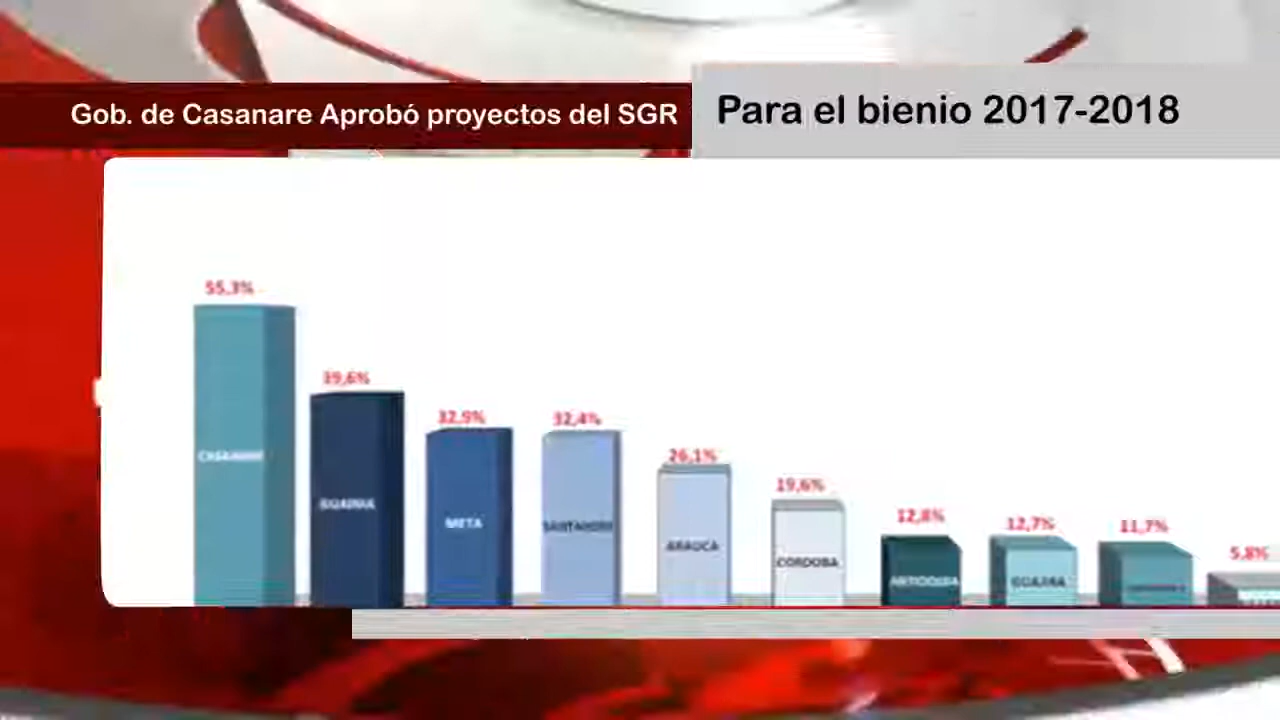 Gob. de Casanare Aprobó proyectos del SGR
Para el bienio 2017-2018
55,3%
39,6%
32,9%
32,4%
26,1%
19,6%
12,8%
12,7%
11,7%
5,8%
CASANARE
GUAINIA
META
SANTANDER
ARAUCA
CORDOBA
ANTIOQUIA
GUAJIRA